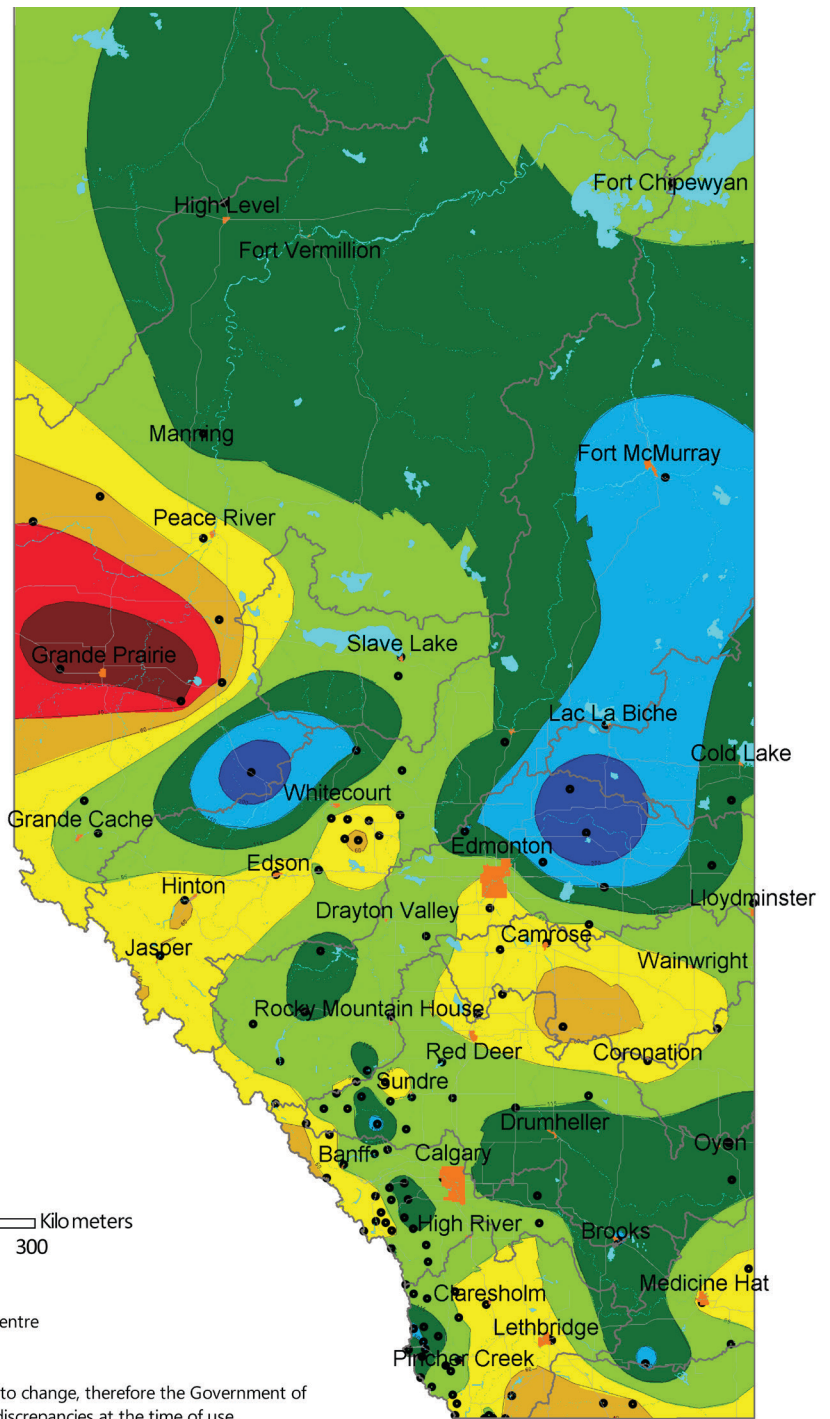 Fort Chipewyan
High Level
Fort Vermillion
Manning
Fort McMurray
Peace River
Slave Lake
Grande Prairie
Lac La Biche
Cold Lake
Whitecourt
Grande Cache
Edmonton
Edson
Hinton
Lloydminster
Drayton Valley
Camrose
Jasper
Wainwright
Rocky Mountain House
Red Deer
Coronation
Sundre
Drumheller
Oyen
Banff
Calgary
Kilometers
High River
Brooks
300
Medicine Hat
Claresholm
entre
Lethbridge
Pincher Creek
to change, therefore the Government of
discrepancies at the time of use